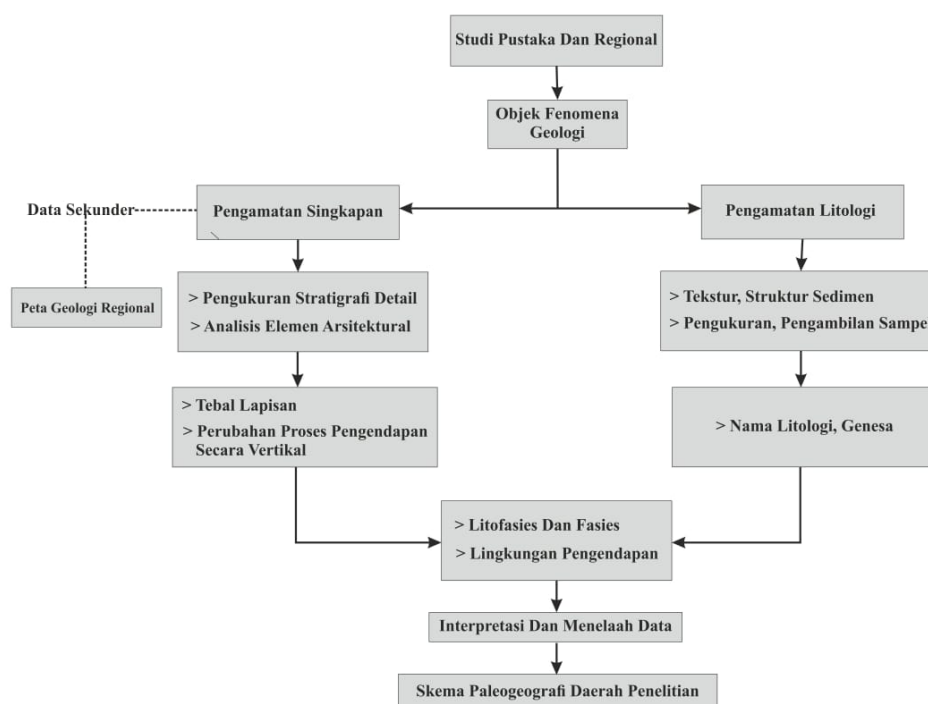 Studi Pustaka Dan Regional
Objek Fenomena
Geologi
Data Sekunder
Pengamatan Singkapan
Pengamatan Litologi
Peta Geologi Regional
> Pengukuran Stratigrafi Detail
> Analisis Elemen Arsitektural
> Tekstur, Struktur Sedimen
> Pengukuran, Pengambilan Sampe
> Tebal Lapisan
> Perubahan Proses Pengendapan
Secara Vertikal
> Nama Litologi, Genesa
> Litofasies Dan Fasies
> Lingkungan Pengendapan
Interpretasi Dan Menelaah Data
Skema Paleogeografi Daerah Penelitian